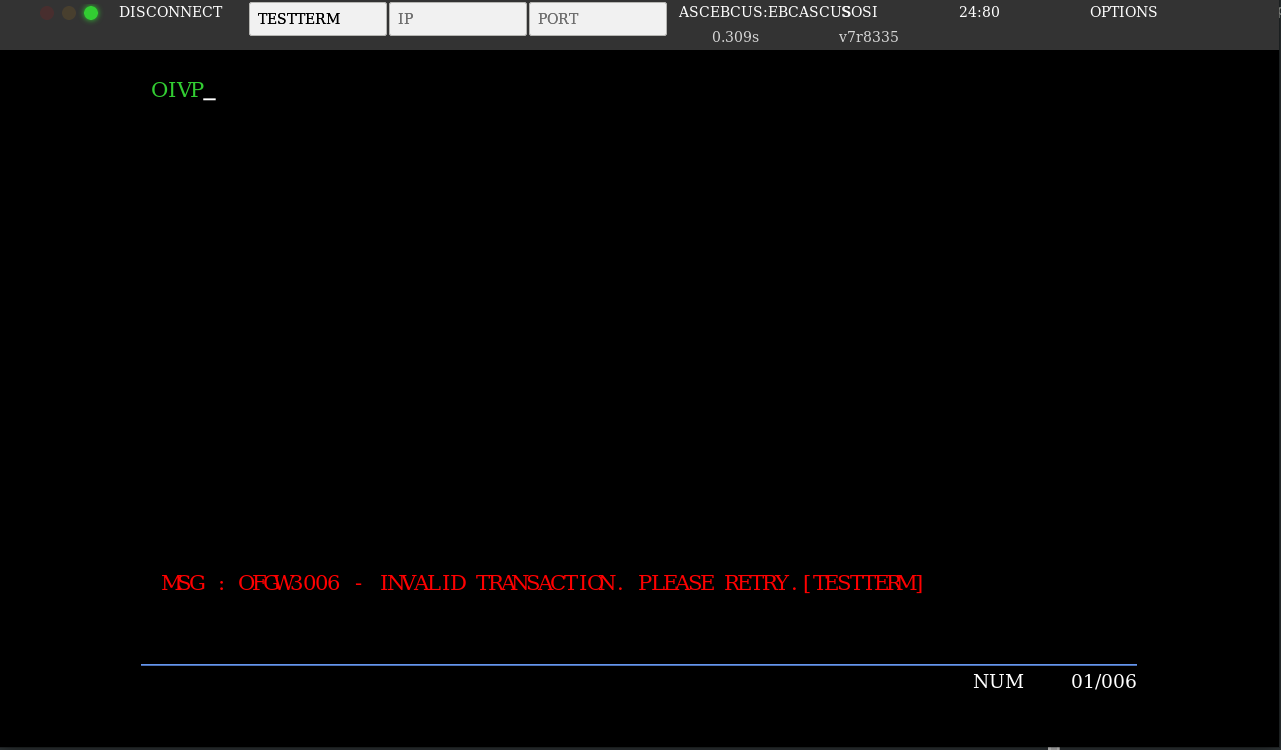 DISCONNECT TESTTERM IP PORT ASCEBCUS:EBCASCUS SOSI 24:80 OPTIONS
0.309s v7r8335
OIVP_
MSG : OFGW3006 - INVALID TRANSACTION. PLEASE RETRY.[TESTTERM]
NUM 01/006